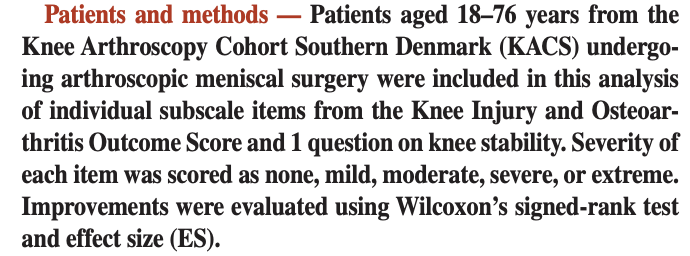 Patients and methods — Patients aged 18–76 years from the
Knee Arthroscopy Cohort Southern Denmark (KACS) undergo-
ing arthroscopic meniscal surgery were included in this analysis
of individual subscale items from the Knee Injury and Osteoar-
thritis Outcome Score and 1 question on knee stability. Severity of
each item was scored as none, mild, moderate, severe, or extreme.
Improvements were evaluated using Wilcoxon’s signed-rank test
and effect size (ES).